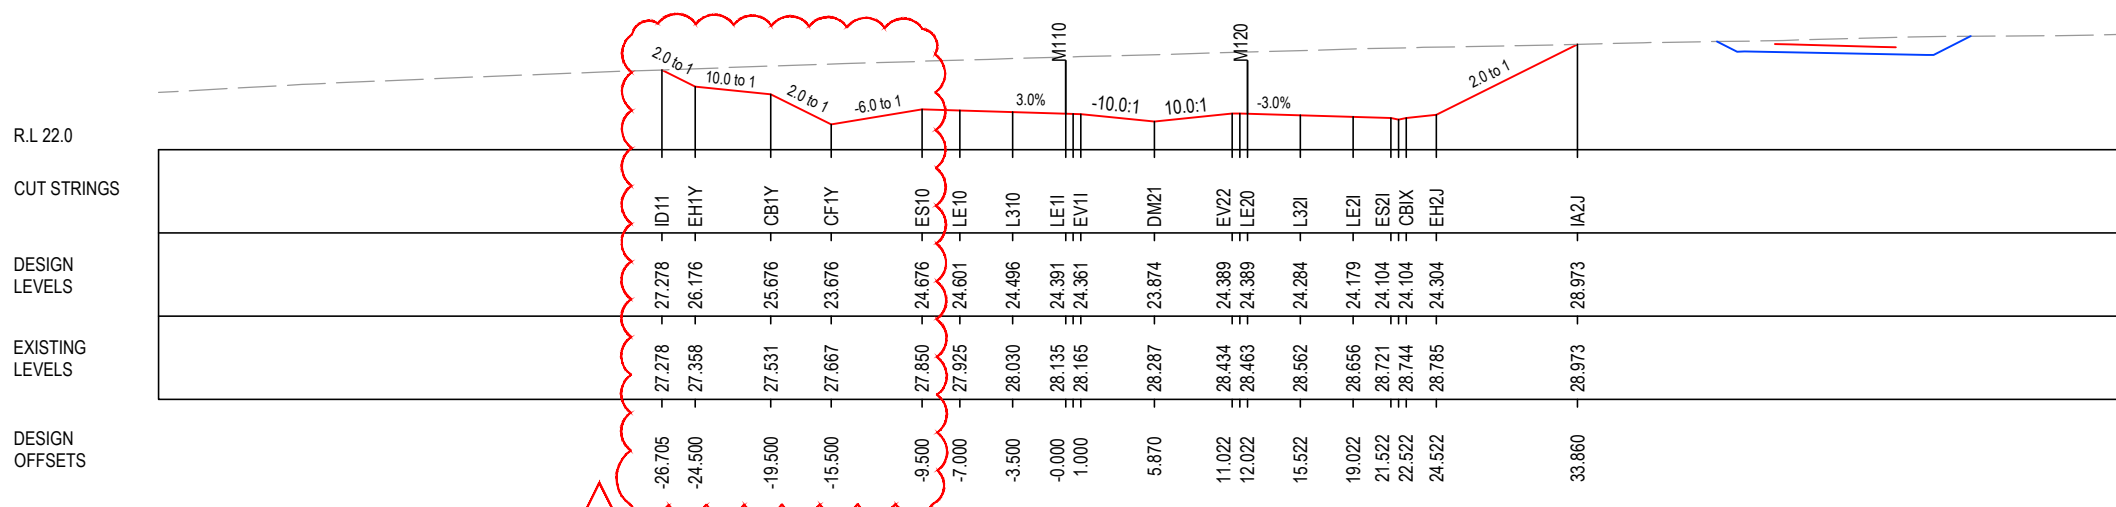 M110 M120
2.0 to 1 10.0 to 1 2.0 to 1 -6.0 to 1 3.0% -10.0:1 10.0:1 -3.0% 2.0 to 1
R.L 22.0
CUT STRINGS
ID11 EH1Y CB1Y CF1Y ES10 LE10 L310 LE1I EV1I DM21 EV22 LE20 L32I LE2I ES2I CBIX EH2J IA2J
DESIGN
LEVELS
27.278 26.176 25.676 23.676 24.676 24.601 24.496 24.391 24.361 23.874 24.389 24.389 24.284 24.179 24.104 24.104 24.304 28.973
EXISTING
LEVELS
27.278 27.358 27.531 27.667 27.850 27.925 28.030 28.135 28.165 28.287 28.434 28.463 28.562 28.656 28.721 28.744 28.785 28.973
DESIGN
OFFSETS
-26.705 -24.500 -19.500 -15.500 -9.500 -7.000 -3.500 -0.000 1.000 5.870 11.022 12.022 15.522 19.022 21.522 22.522 24.522 33.860